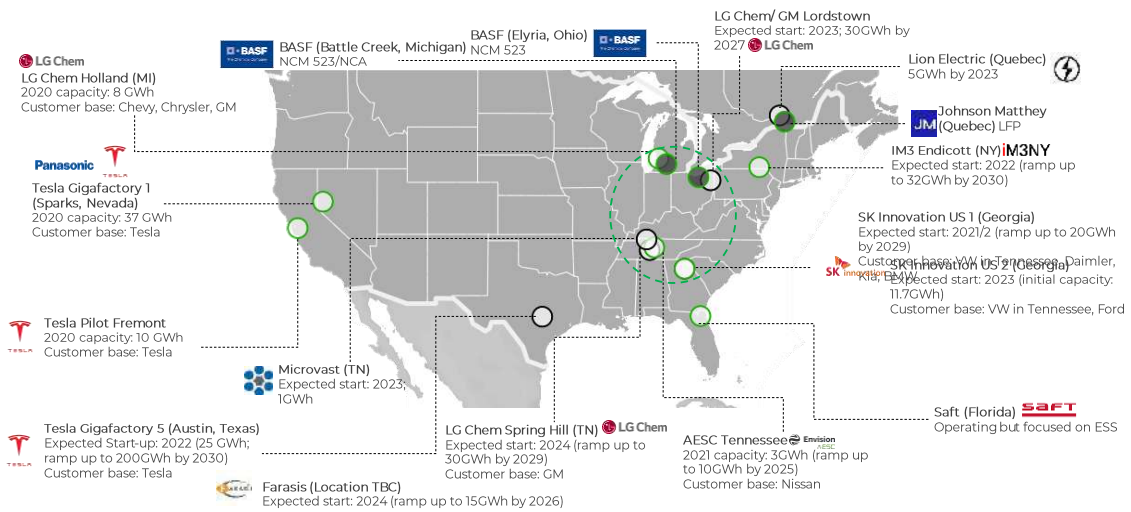 LG Chem
LG Chem Holland (MI)
2020 capacity: 8 GWh
Customer base: Chevy, Chrysler, GM
BASF
BASF (Battle Creek, Michigan)
NCM 523/NCA
BASF (Elyria, Ohio)
NCM 523
BASF
LG Chem/ GM Lordstown
Expected start: 2023; 30GWh by
2027
LG Chem
Lion Electric (Quebec)
5GWh by 2023
JM
Johnson Matthey
(Quebec) LFP
IM3 Endicott (NY)
iM3NY
Expected start: 2022 (ramp up
to 32GWh by 2030)
Panasonic
TESLA
Tesla Gigafactory 1
(Sparks, Nevada)
2020 capacity: 37 GWh
Customer base: Tesla
SK Innovation US 1 (Georgia)
Expected start: 2021/2 (ramp up to 20GWh
by 2029)
Customer base: VW in Tennessee, Daimler,
Kia, BMW
SK innovation
SK Innovation US 2 (Georgia)
Expected start: 2023 (initial capacity:
11.7GWh)
Customer base: VW in Tennessee, Ford
TESLA
Tesla Pilot Fremont
2020 capacity: 10 GWh
Customer base: Tesla
Microvast (TN)
Expected start: 2023;
1GWh
TESLA
Tesla Gigafactory 5 (Austin, Texas)
Expected Start-up: 2022 (25 GWh;
ramp up to 200GWh by 2030)
Customer base: Tesla
LG Chem Spring Hill (TN)
LG Chem
Expected start: 2024 (ramp up to
30GWh by 2029)
Customer base: GM
AESC Tennessee
Envision
AESC
2021 capacity: 3GWh (ramp up
to 10GWh by 2025)
Customer base: Nissan
Saft (Florida)
SAFT
Operating but focused on ESS
Farasis (Location TBC)
Expected start: 2024 (ramp up to 15GWh by 2026)